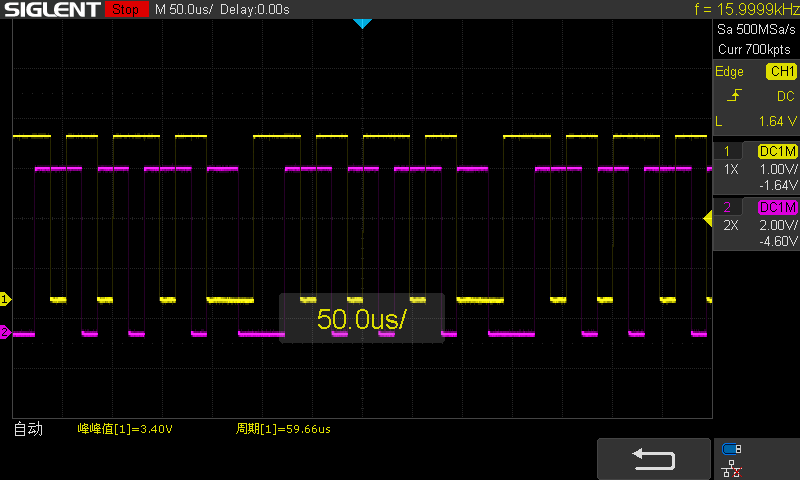 SIGLENT Stop M 50.0us/ Delay:0.00s f = 15.9999kHz
Sa 500MSa/s
Curr 700kpts
Edge CH1
DC
L 1.64 V
1 DC1M
1X 1.00V/
-1.64V
2 DC1M
2X 2.00V/
-4.60V
1
2
50.0us/
自动 峰峰值[1]=3.40V 周期[1]=59.66us